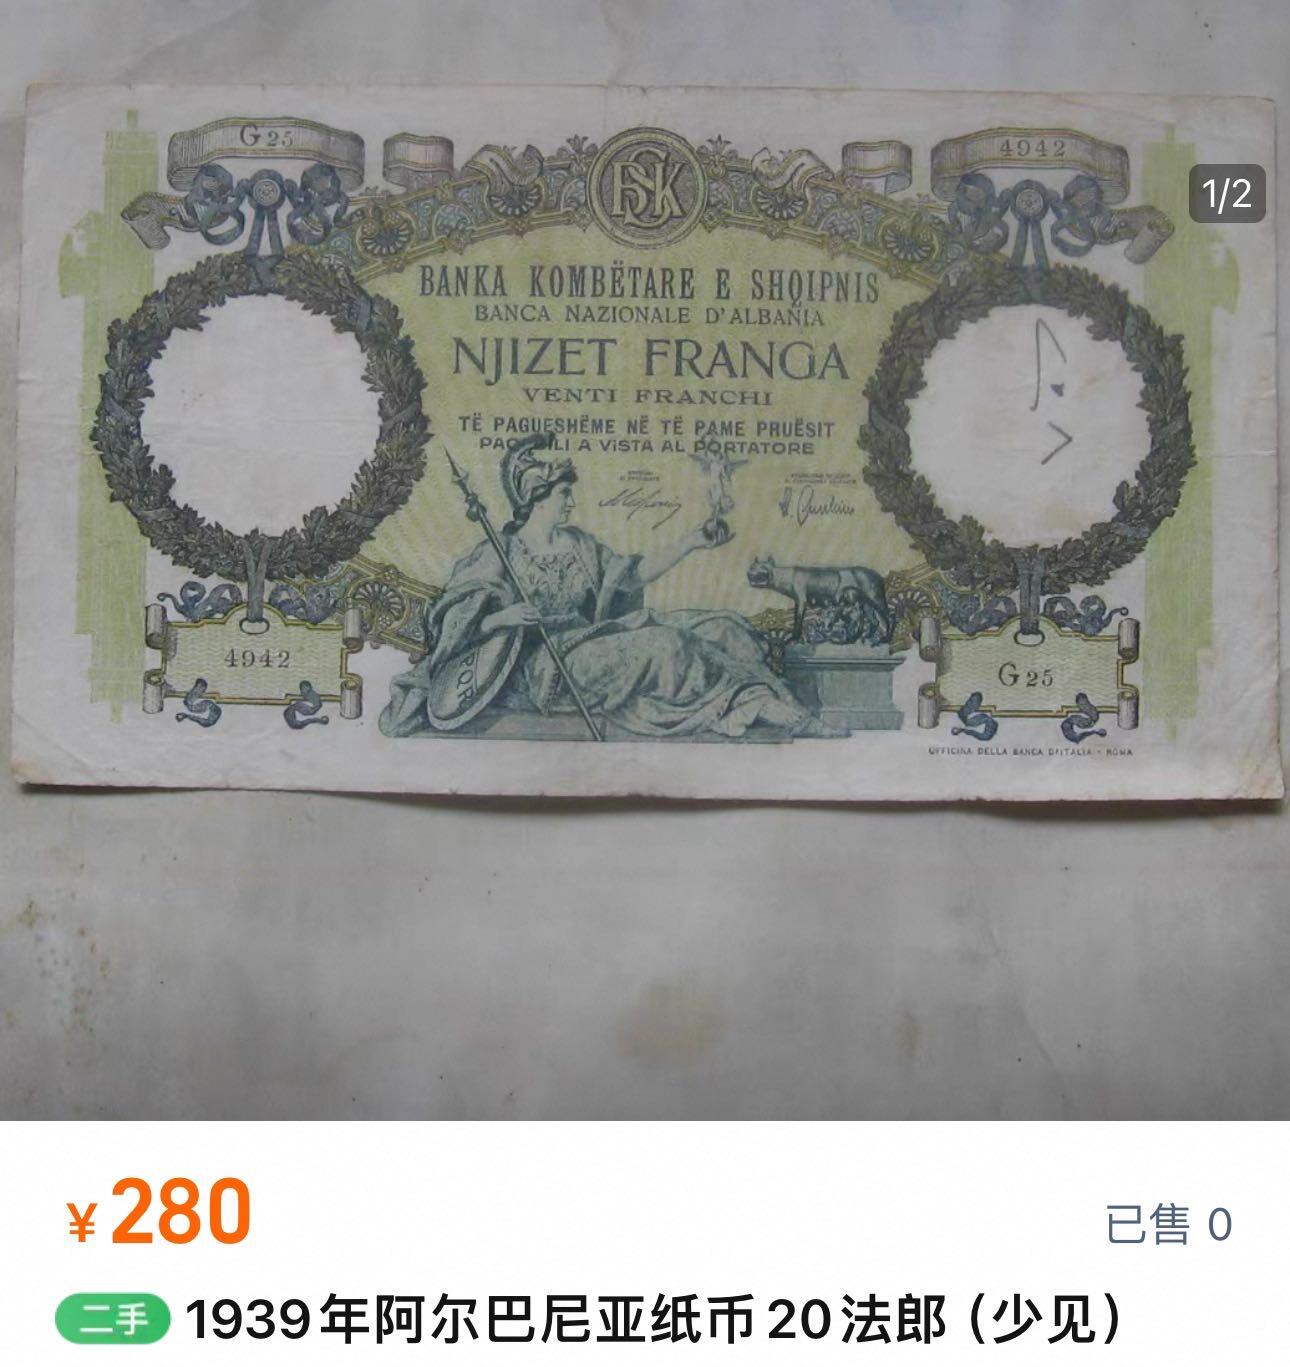 G25
4942
1/2
BSK
BANKA KOMBËTARE E SHQIPNIS
BANCA NAZIONALE D'ALBANIA
NJIZET FRANGA
VENTI FRANCHI
TË PAGUESHËME NË TË PAME PRUËSIT
PAGABILI A VISTA AL PORTATORE
4942
G25
OFFICINA DELLA BANCA D'ITALIA - ROMA
¥280
已售 0
二手 1939年阿尔巴尼亚纸币20法郎（少见）